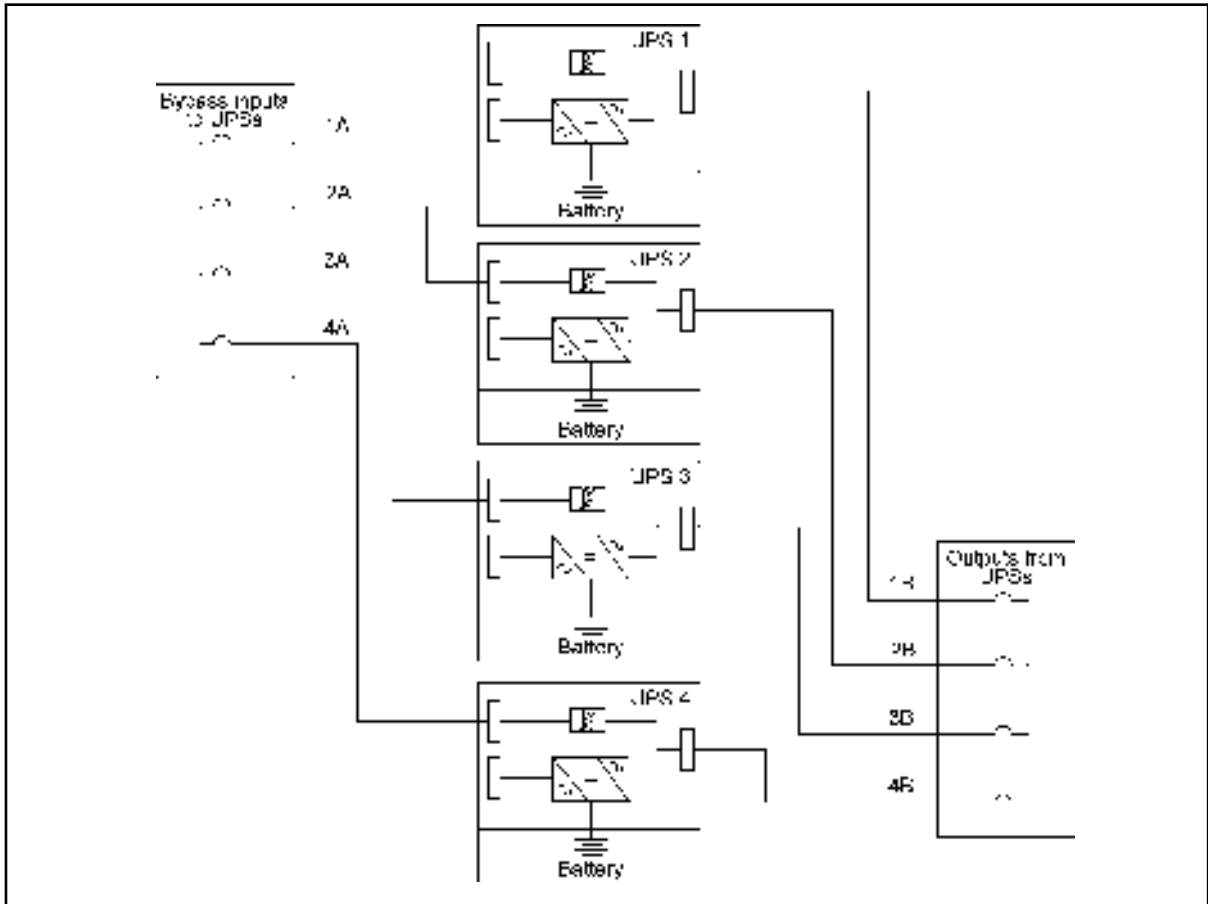 UPS 1
Bypass inputs
to UPSs
1A
2A
3A
4A
Battery
UPS 2
Battery
UPS 3
Battery
UPS 4
Battery
Outputs from
UPSs
1B
2B
3B
4B